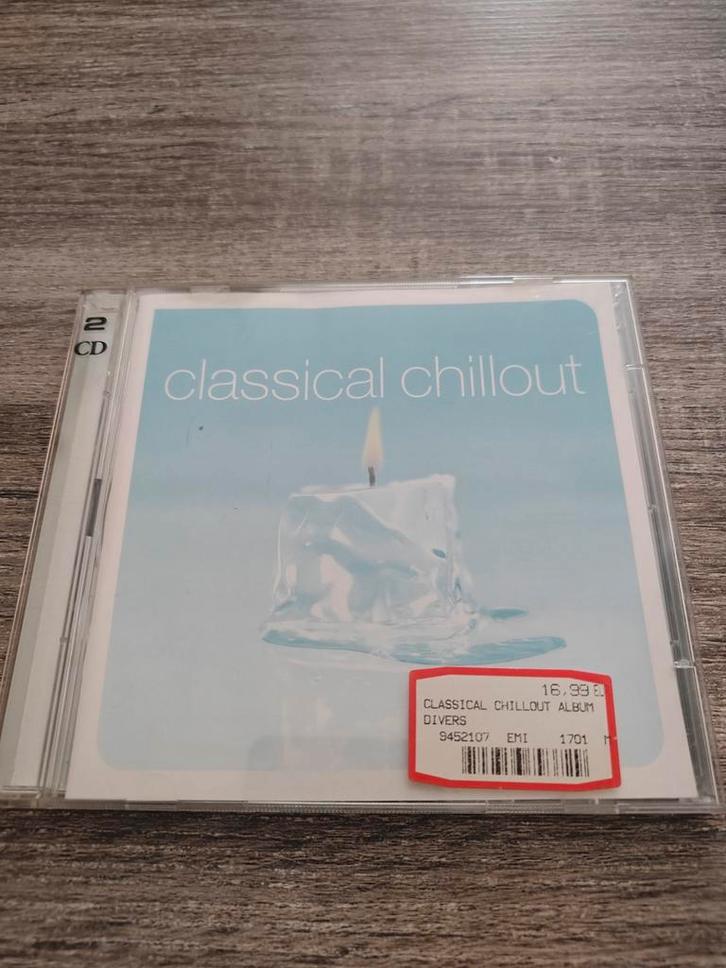 2
CD
classical chillout
16,99
CLASSICAL CHILLOUT ALBUM
DIVERS
9452107 EMI 1701